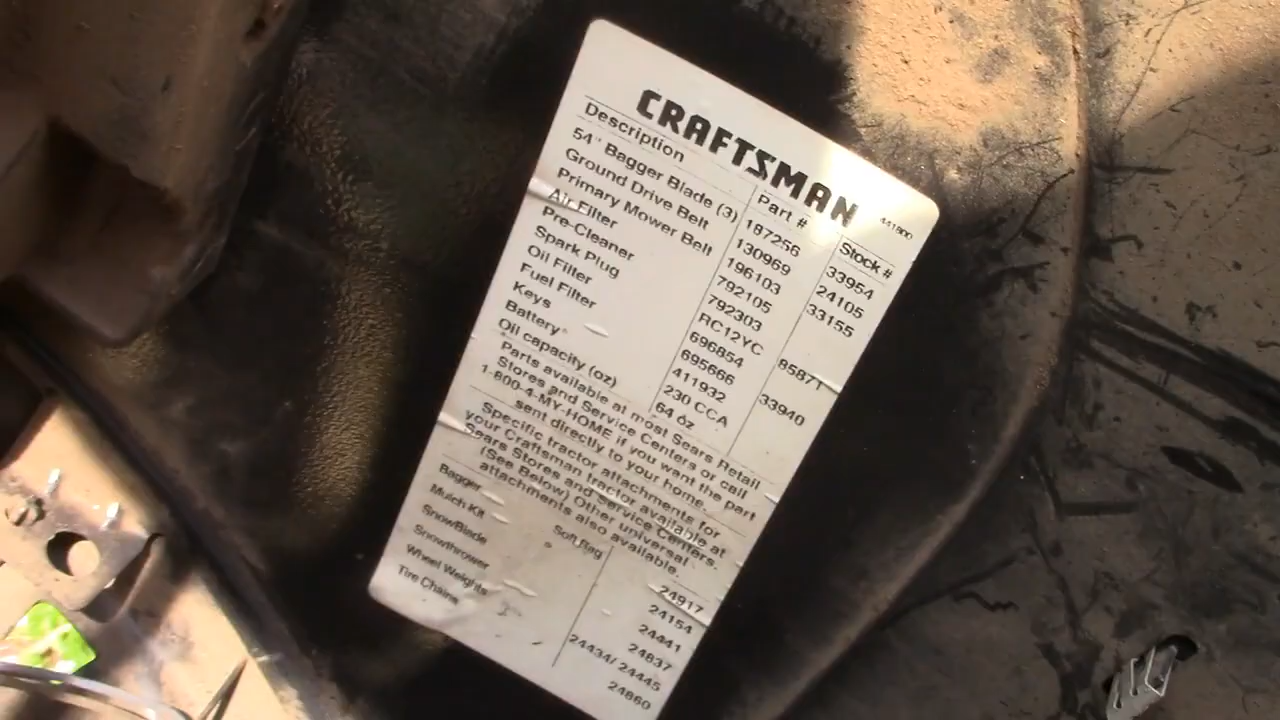 CRAFTSMAN
441800
Description Part # Stock #
54" Bagger Blade (3) 187256 33954
Ground Drive Belt 130969 24105
Primary Mower Belt 196103 33155
Air Filter 792105
Pre-Cleaner 792303
Spark Plug RC12YC 85871
Oil Filter 696854
Fuel Filter 695666 33940
Keys 411932
Battery 230 CCA
Oil capacity (oz) 64 oz
Parts available at most Sears Retail
Stores and Service Centers or call
1-800-4-MY-HOME if you want the part
sent directly to your home.
Specific tractor attachments for
your Craftsman tractor available at
Sears Stores and Service Centers.
(See Below) Other universal
attachments also available.
Bagger Soft Bag 24917
Mulch Kit 24154
SnowBlade 24441
Snowthrower 24837
Wheel Weights 24434/ 24445
Tire Chains 24860